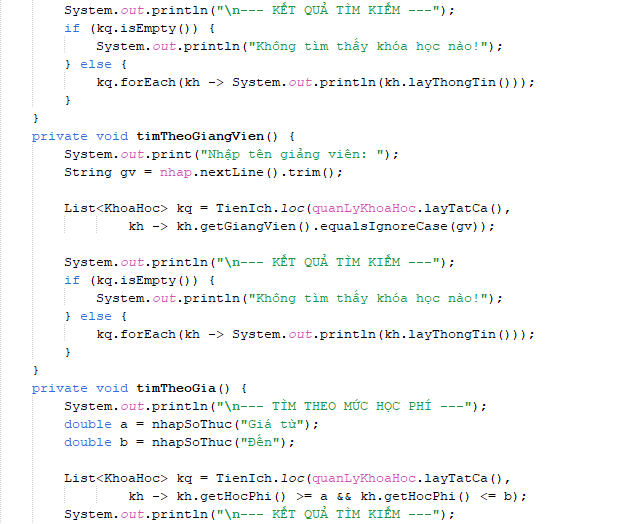 System.out.println("\n--- KẾT QUẢ TÌM KIẾM ---");
if (kq.isEmpty()) {
System.out.println("Không tìm thấy khóa học nào!");
} else {
kq.forEach(kh -> System.out.println(kh.layThongTin()));
}
}
private void timTheoGiangVien() {
System.out.print("Nhập tên giảng viên: ");
String gv = nhap.nextLine().trim();
List<KhoaHoc> kq = TienIch.loc(quanLyKhoaHoc.layTatCa(),
kh -> kh.getGiangVien().equalsIgnoreCase(gv));
System.out.println("\n--- KẾT QUẢ TÌM KIẾM ---");
if (kq.isEmpty()) {
System.out.println("Không tìm thấy khóa học nào!");
} else {
kq.forEach(kh -> System.out.println(kh.layThongTin()));
}
}
private void timTheoGia() {
System.out.println("\n--- TÌM THEO MỨC HỌC PHÍ ---");
double a = nhapSoThuc("Giá từ");
double b = nhapSoThuc("Đến");
List<KhoaHoc> kq = TienIch.loc(quanLyKhoaHoc.layTatCa(),
kh -> kh.getHocPhi() >= a && kh.getHocPhi() <= b);
System.out.println("\n--- KẾT QUẢ TÌM KIẾM ---");